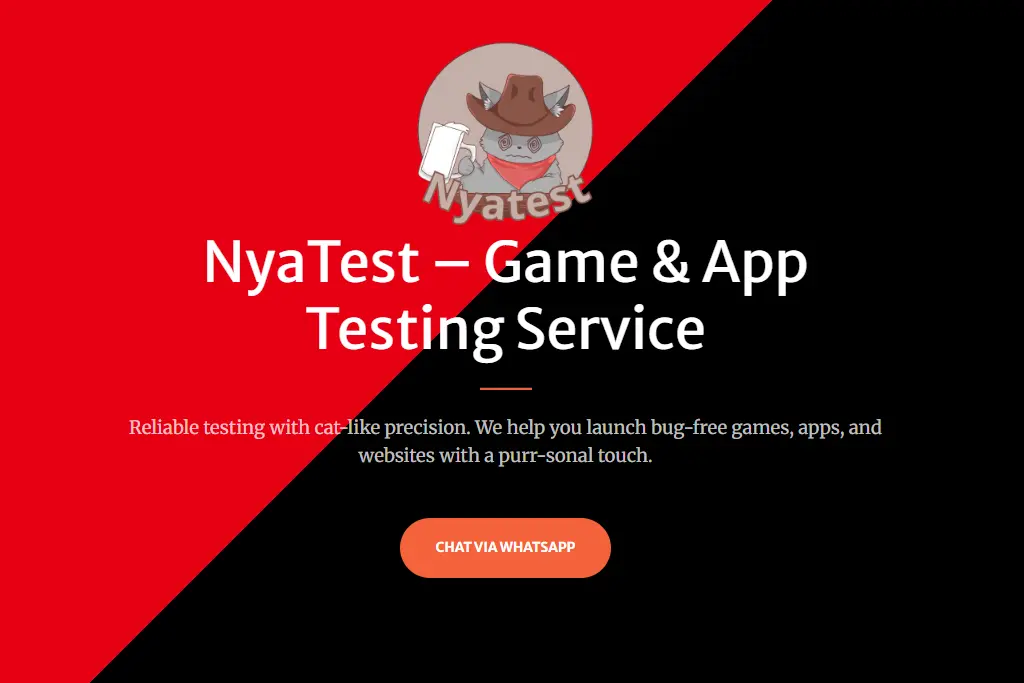 Nyatest
NyaTest – Game & App
Testing Service
Reliable testing with cat-like precision. We help you launch bug-free games, apps, and
websites with a purr-sonal touch.
CHAT VIA WHATSAPP